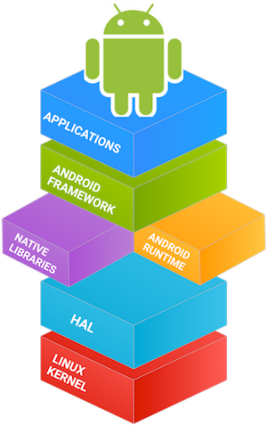 APPLICATIONS
ANDROID
FRAMEWORK
NATIVE
LIBRARIES
ANDROID
RUNTIME
HAL
LINUX
KERNEL